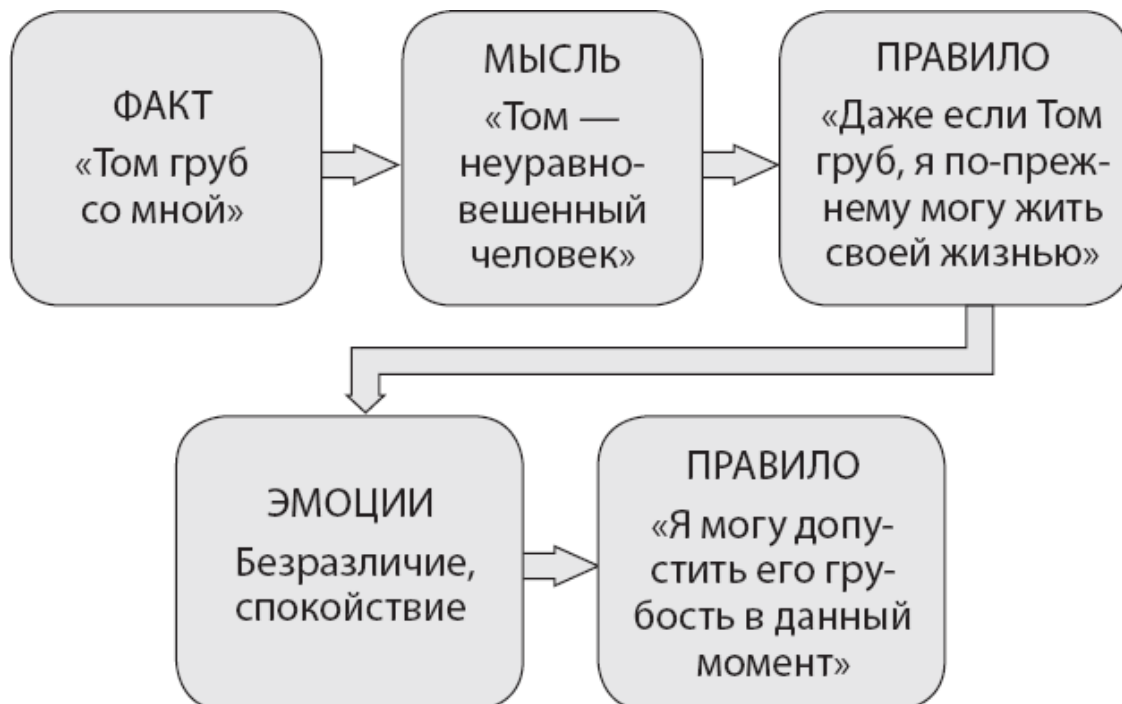 ФАКТ
«Том груб
со мной»
МЫСЛЬ
«Том —
неуравно-
вешенный
человек»
ПРАВИЛО
«Даже если Том
груб, я по-преж-
нему могу жить
своей жизнью»
ЭМОЦИИ
Безразличие,
спокойствие
ПРАВИЛО
«Я могу допу-
стить его гру-
бость в данный
момент»